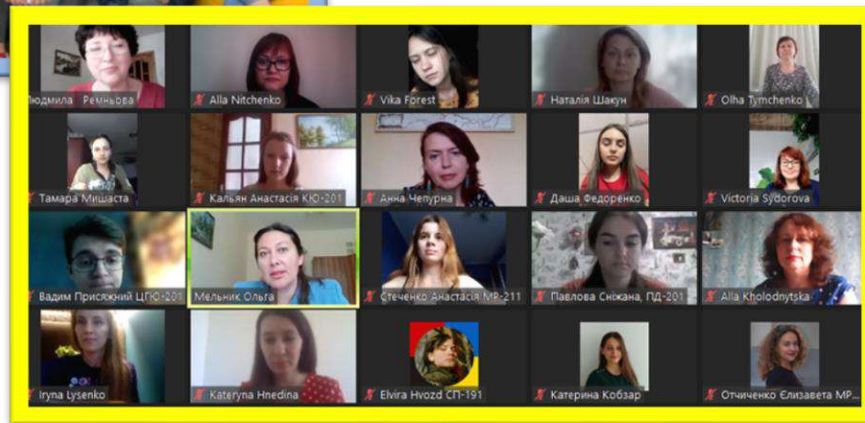 Людмила Ремньова
Alla Nitchenko
Vika Forest
Наталія Шакун
Olha Tymchenko
Тамара Мишаста
Кальян Анастасія КЮ-201
Анна Чепурна
Даша Федоренко
Victoria Sydorova
Вадим Присяжний ЦГЮ-201
Мельник Ольга
Стеченко Анастасія МР-211
Павлова Сніжана, ПД-201
Alla Kholodnytska
Iryna Lysenko
Kateryna Hnedina
Elvira Hvozd СП-191
Катерина Кобзар
Отчиченко Єлизавета МР...